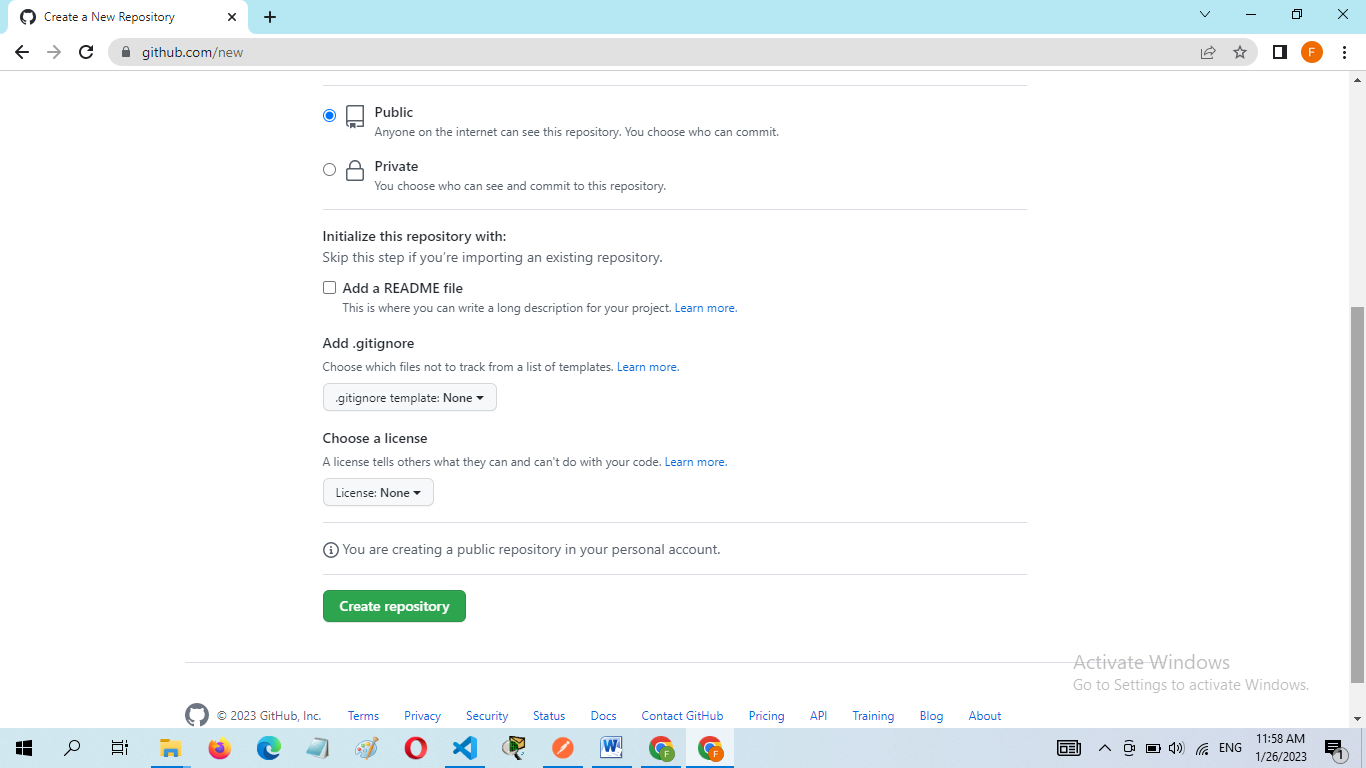 Create a New Repository
github.com/new
F
Public
Anyone on the internet can see this repository. You choose who can commit.
Private
You choose who can see and commit to this repository.
Initialize this repository with:
Skip this step if you're importing an existing repository.
Add a README file
This is where you can write a long description for your project. Learn more.
Add .gitignore
Choose which files not to track from a list of templates. Learn more.
.gitignore template: None
Choose a license
A license tells others what they can and can't do with your code. Learn more.
License: None
You are creating a public repository in your personal account.
Create repository
Activate Windows
Go to Settings to activate Windows.
© 2023 GitHub, Inc. Terms Privacy Security Status Docs Contact GitHub Pricing API Training Blog About
W F F ENG 11:58 AM
1/26/2023 1